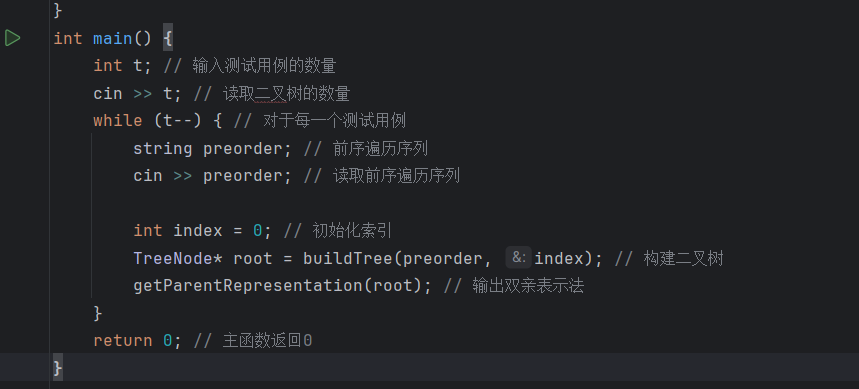 }
int main() {
int t; // 输入测试用例的数量
cin >> t; // 读取二叉树的数量
while (t--) { // 对于每一个测试用例
string preorder; // 前序遍历序列
cin >> preorder; // 读取前序遍历序列
int index = 0; // 初始化索引
TreeNode* root = buildTree(preorder, &: index); // 构建二叉树
getParentRepresentation(root); // 输出双亲表示法
}
return 0; // 主函数返回0
}